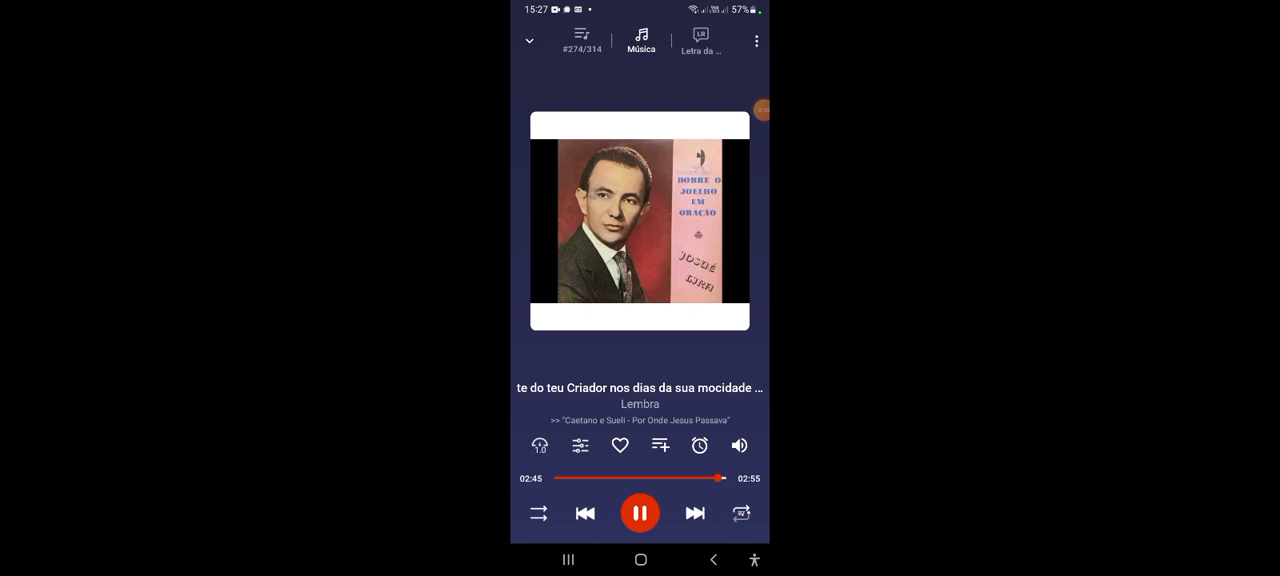 15:27
57%
#274/314
Música
LR
Letra da ...
DOBRE O
JOELHO
EM
ORAÇÃO
JOSUÉ
LIRA
te do teu Criador nos dias da sua mocidade ...
Lembra
>> "Caetano e Sueli - Por Onde Jesus Passava"
1.0
02:45
02:55